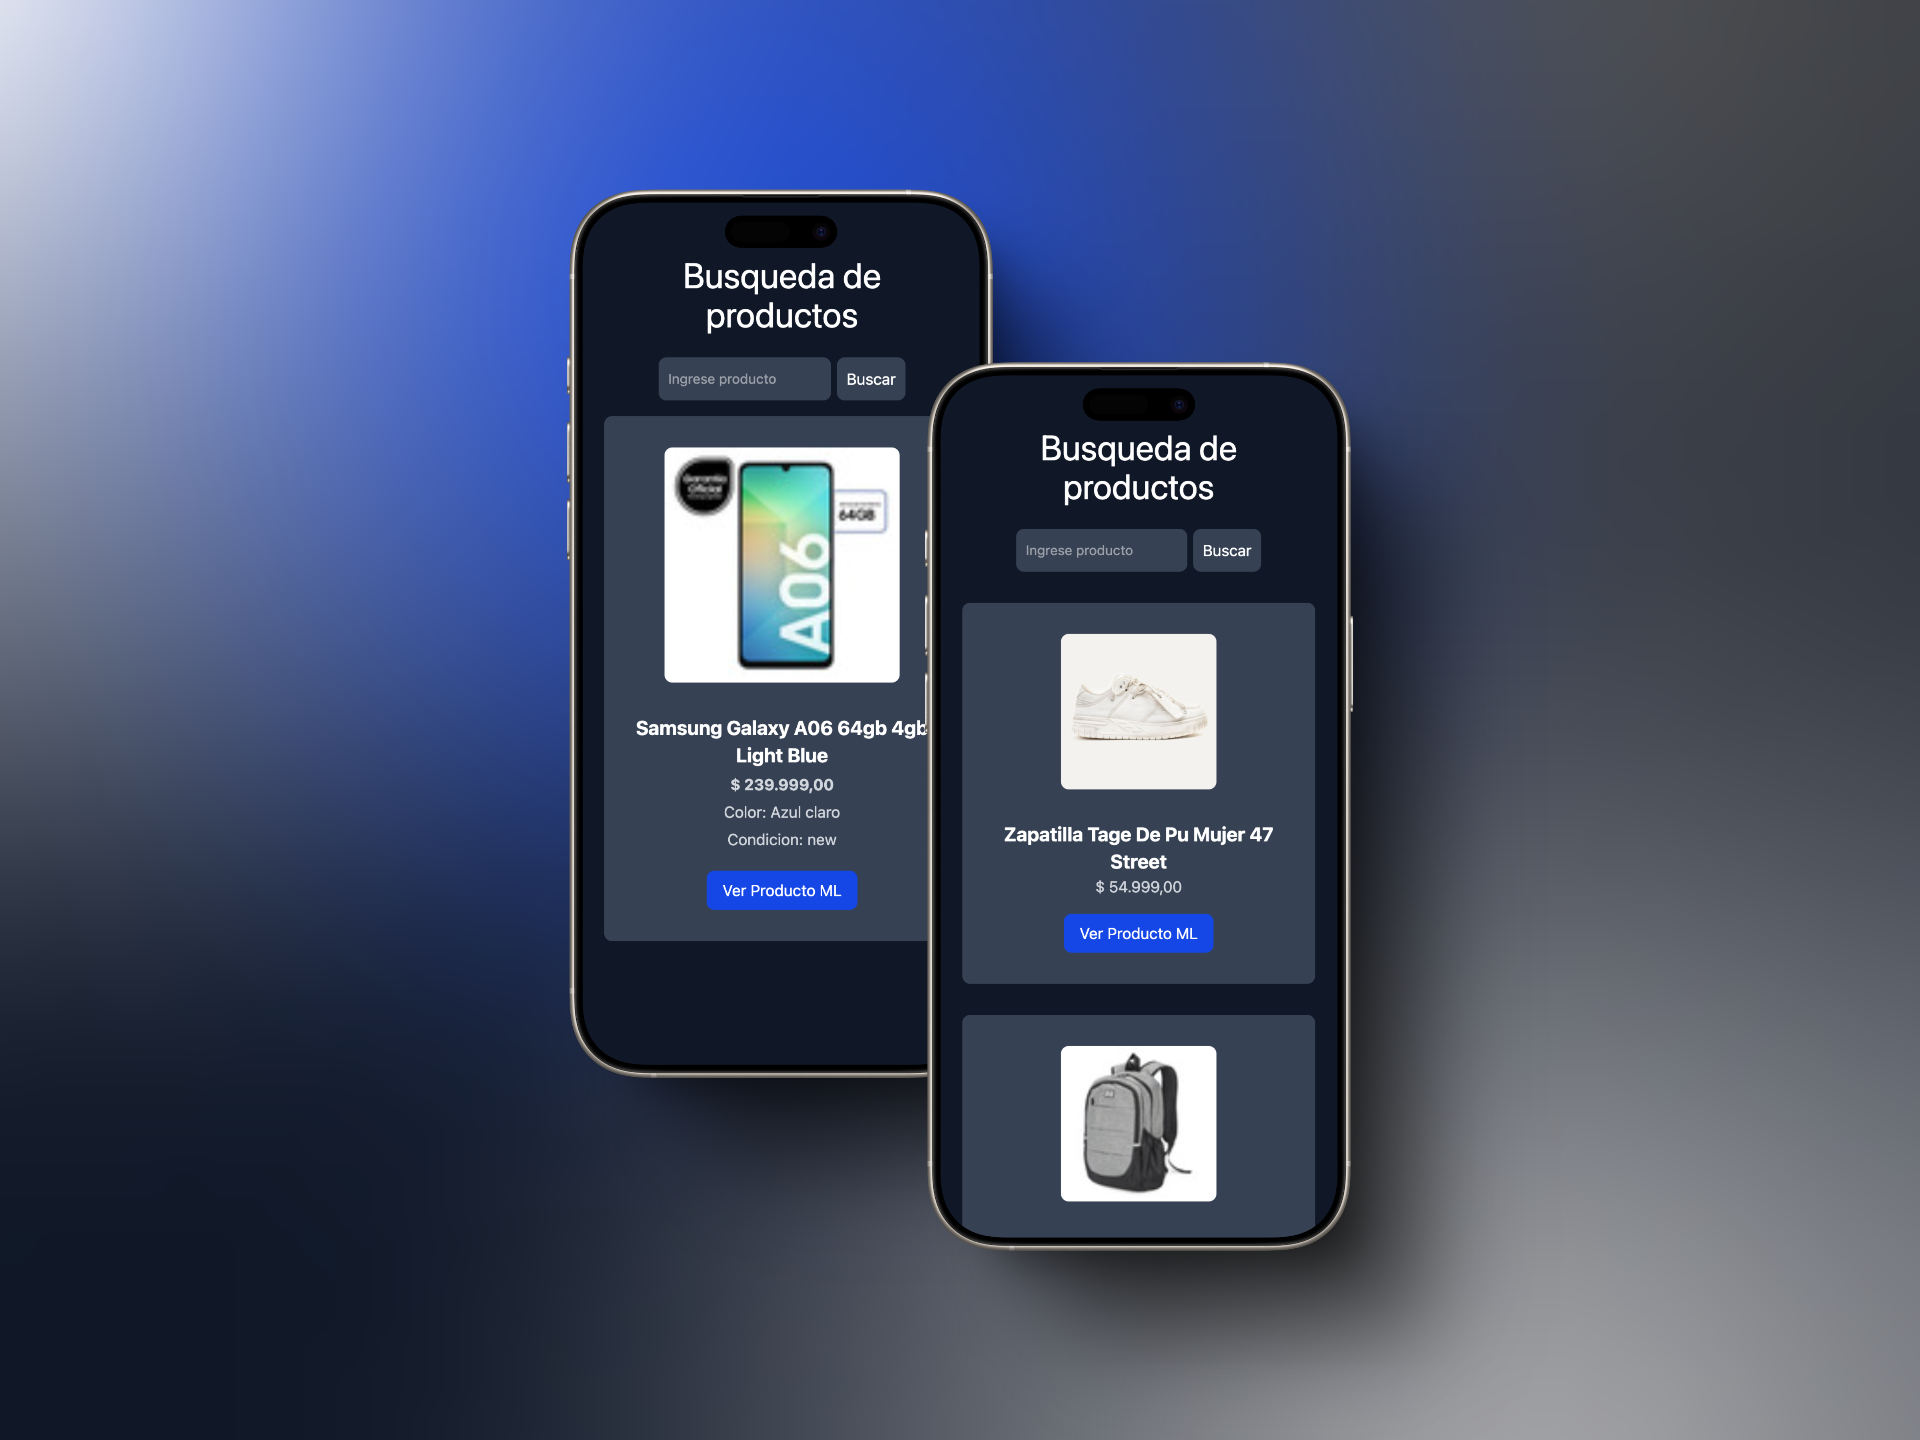 Busqueda de
productos
Ingrese producto
Buscar
Garantía
Oficial
64GB
A06
Samsung Galaxy A06 64gb 4gb
Light Blue
$ 239.999,00
Color: Azul claro
Condicion: new
Ver Producto ML
Busqueda de
productos
Ingrese producto
Buscar
Zapatilla Tage De Pu Mujer 47
Street
$ 54.999,00
Ver Producto ML